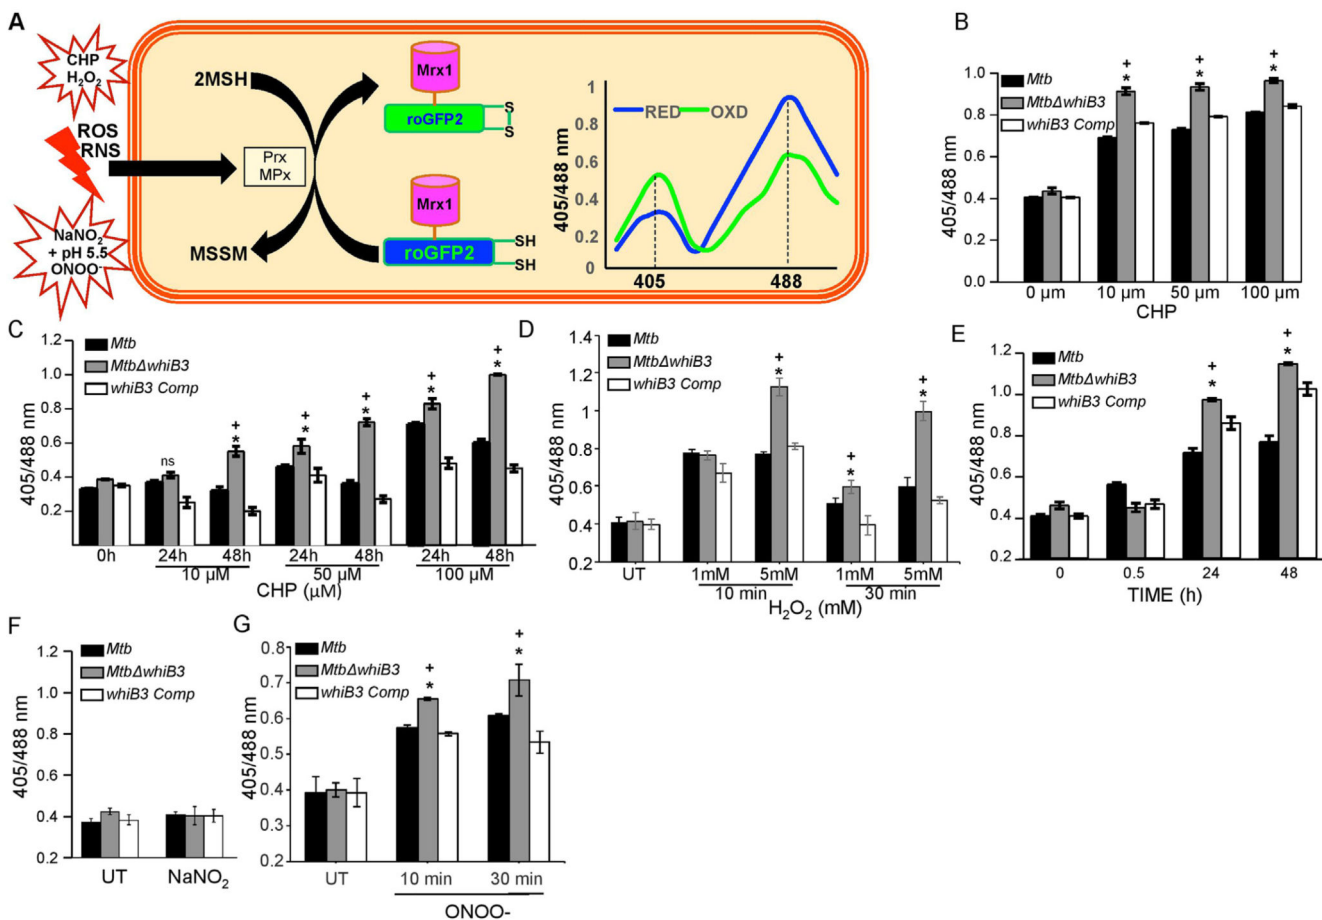 A
CHP
H₂O₂
ROS
RNS
NaNO₂
+ pH 5.5
ONOO⁻
2MSH
Prx
MPx
MSSM
Mrx1
roGFP2
S
S
Mrx1
roGFP2
SH
SH
405/488 nm
1
0.8
0.6
0.4
0.2
0
RED
OXD
405
488
B
Mtb
MtbΔwhiB3
whiB3 Comp
405/488 nm
1.0
0.8
0.6
0.4
0.2
0.0
+
*
+
*
+
*
0 µm
10 µm
50 µm
100 µm
CHP
C
Mtb
MtbΔwhiB3
whiB3 Comp
405/488 nm
1.2
1.0
0.8
0.6
0.4
0.2
ns
+
*
+
*
+
*
+
*
+
*
0h
24h
48h
24h
48h
24h
48h
10 µM
50 µM
100 µM
CHP (µM)
D
Mtb
MtbΔwhiB3
whiB3 Comp
405/488 nm
1.4
1.2
1.0
0.8
0.6
0.4
0.2
+
*
+
*
+
*
UT
1mM
5mM
1mM
5mM
10 min
30 min
H₂O₂ (mM)
E
Mtb
MtbΔwhiB3
whiB3 Comp
405/488 nm
1.2
1.0
0.8
0.6
0.4
0.2
+
*
+
*
0
0.5
24
48
TIME (h)
F
Mtb
MtbΔwhiB3
whiB3 Comp
405/488 nm
1.2
1.0
0.8
0.6
0.4
0.2
UT
NaNO₂
G
Mtb
MtbΔwhiB3
whiB3 Comp
405/488 nm
0.8
0.7
0.6
0.5
0.4
0.3
0.2
+
*
+
*
UT
10 min
30 min
ONOO-